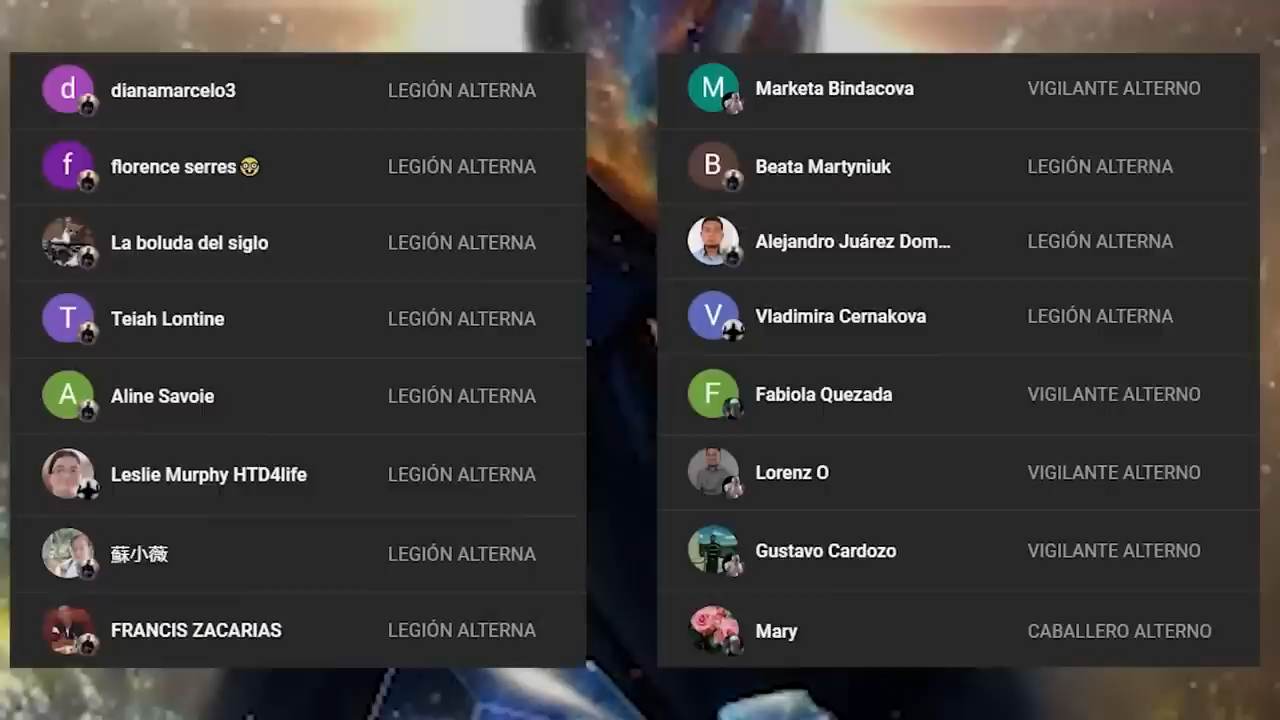 d dianamarcelo3 LEGIÓN ALTERNA
f florence serres🤓 LEGIÓN ALTERNA
La boluda del siglo LEGIÓN ALTERNA
T Teiah Lontine LEGIÓN ALTERNA
A Aline Savoie LEGIÓN ALTERNA
Leslie Murphy HTD4life LEGIÓN ALTERNA
蘇小薇 LEGIÓN ALTERNA
FRANCIS ZACARIAS LEGIÓN ALTERNA
M Marketa Bindacova VIGILANTE ALTERNO
B Beata Martyniuk LEGIÓN ALTERNA
Alejandro Juárez Dom... LEGIÓN ALTERNA
V Vladimira Cernakova LEGIÓN ALTERNA
F Fabiola Quezada VIGILANTE ALTERNO
Lorenz O VIGILANTE ALTERNO
Gustavo Cardozo VIGILANTE ALTERNO
Mary CABALLERO ALTERNO